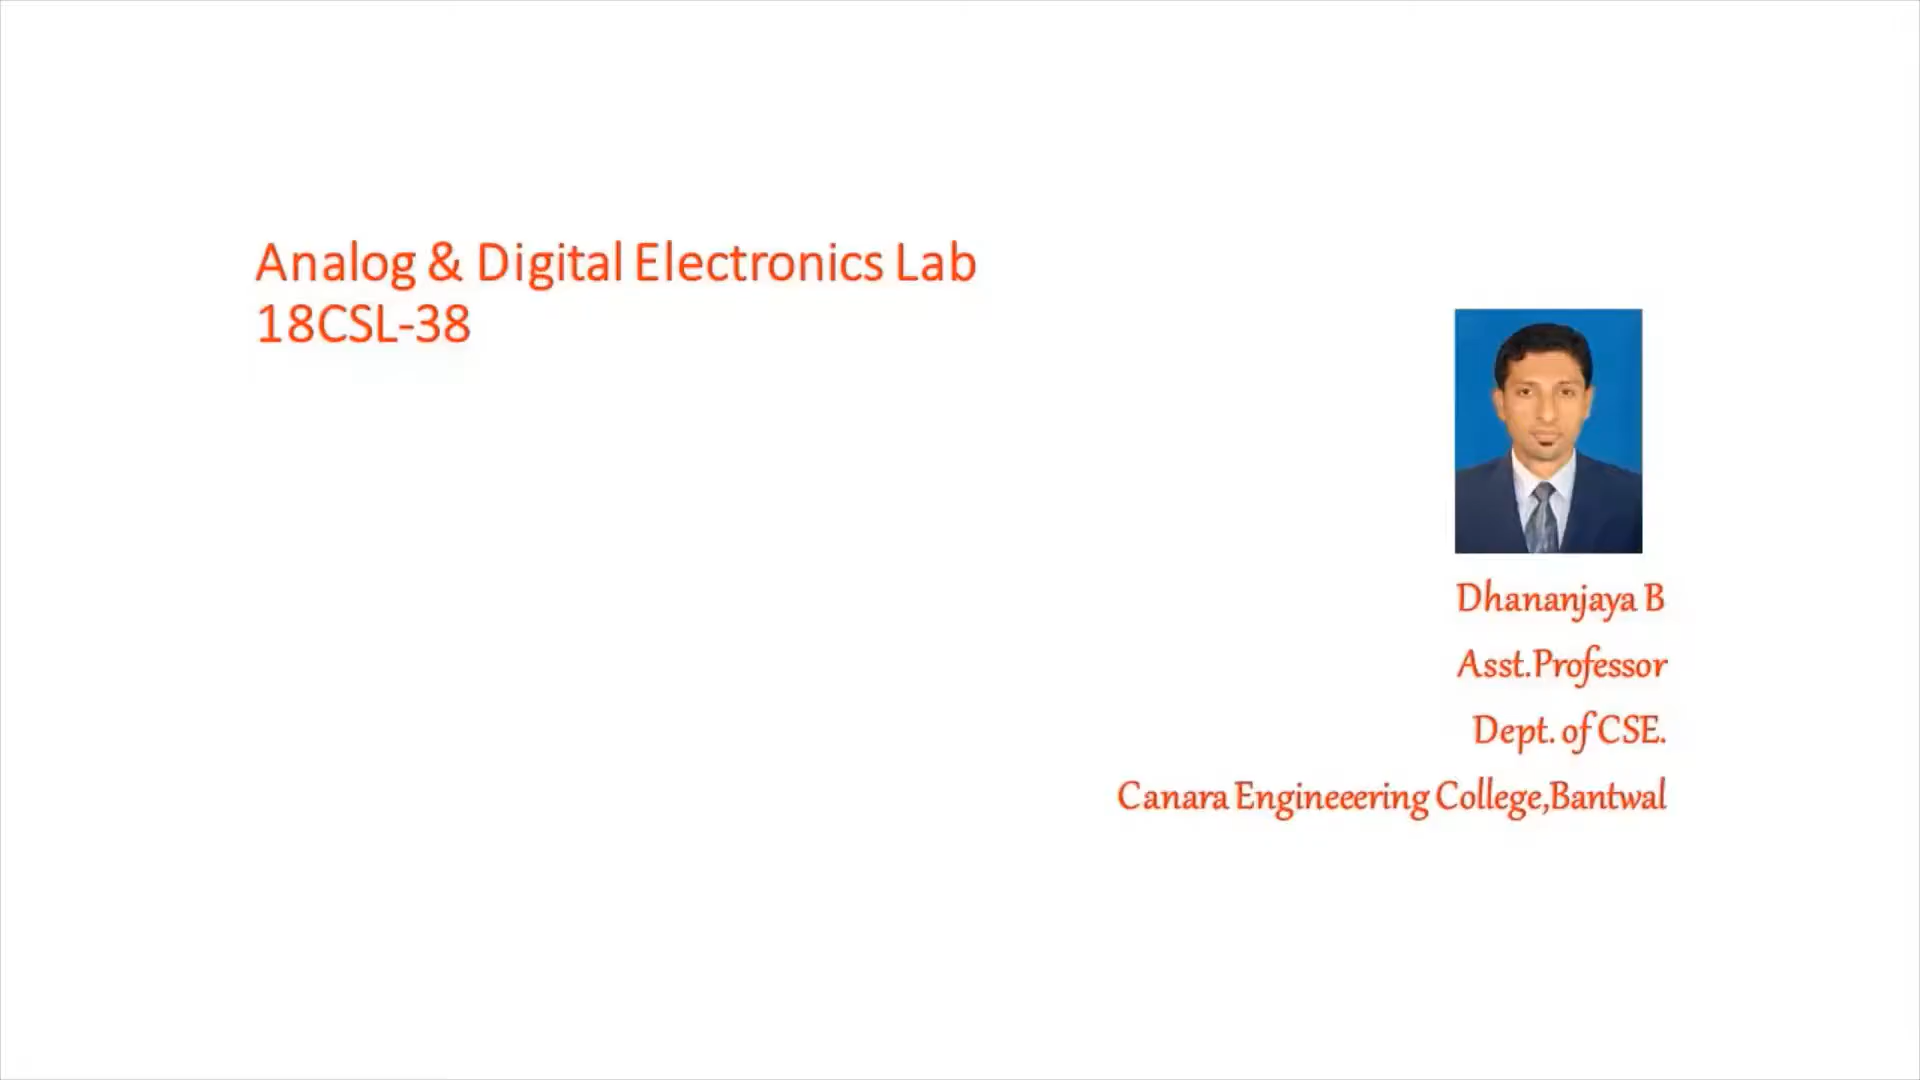 Analog & Digital Electronics Lab
18CSL-38
Dhananjaya B
Asst.Professor
Dept. of CSE.
Canara Engineeering College,Bantwal